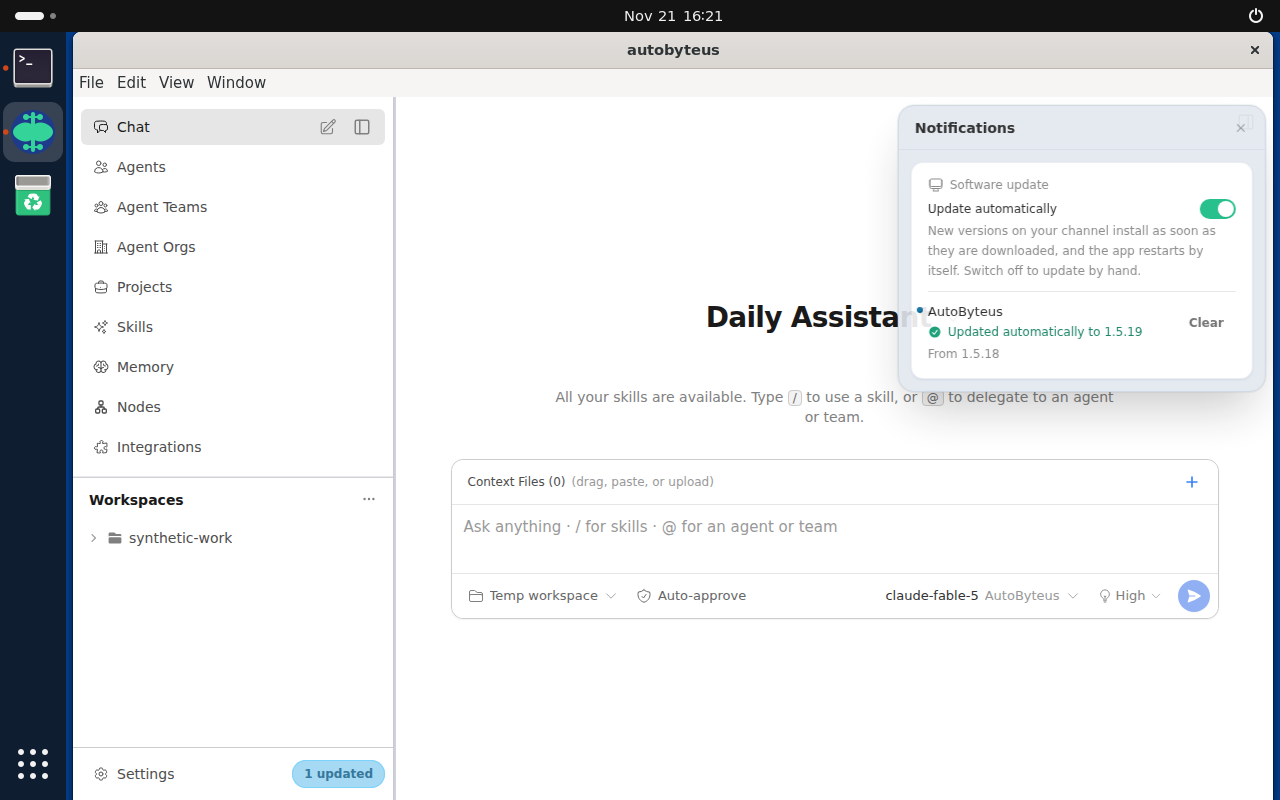 Nov 21 16:21
autobyteus
File Edit View Window
Chat
Agents
Agent Teams
Agent Orgs
Projects
Skills
Memory
Nodes
Integrations
Workspaces
synthetic-work
Settings
1 updated
Notifications
Software update
Update automatically
New versions on your channel install as soon as
they are downloaded, and the app restarts by
itself. Switch off to update by hand.
AutoByteus
Updated automatically to 1.5.19
From 1.5.18
Clear
Daily Assistant
All your skills are available. Type / to use a skill, or @ to delegate to an agent
or team.
Context Files (0) (drag, paste, or upload)
Ask anything · / for skills · @ for an agent or team
Temp workspace Auto-approve claude-fable-5 AutoByteus High